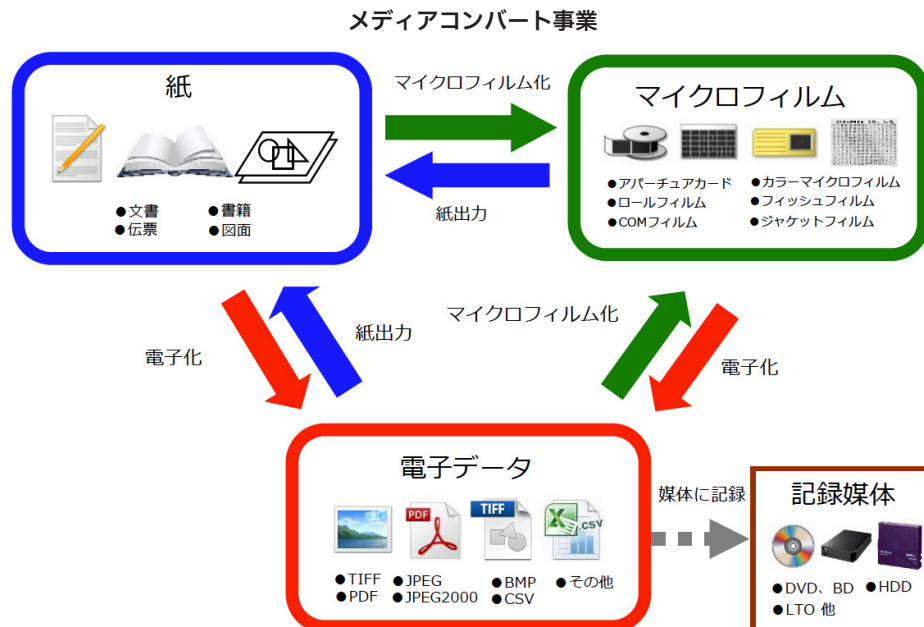 メディアコンバート事業
紙
●文書 ●書籍
●伝票 ●図面
マイクロフィルム化
紙出力
マイクロフィルム
●アパーチュアカード ●カラーマイクロフィルム
●ロールフィルム ●フィッシュフィルム
●COMフィルム ●ジャケットフィルム
電子化
紙出力
マイクロフィルム化
電子化
電子データ
PDF
TIFF
.CSV
●TIFF ●JPEG ●BMP ●その他
●PDF ●JPEG2000 ●CSV
媒体に記録
記録媒体
●DVD、BD ●HDD
●LTO 他